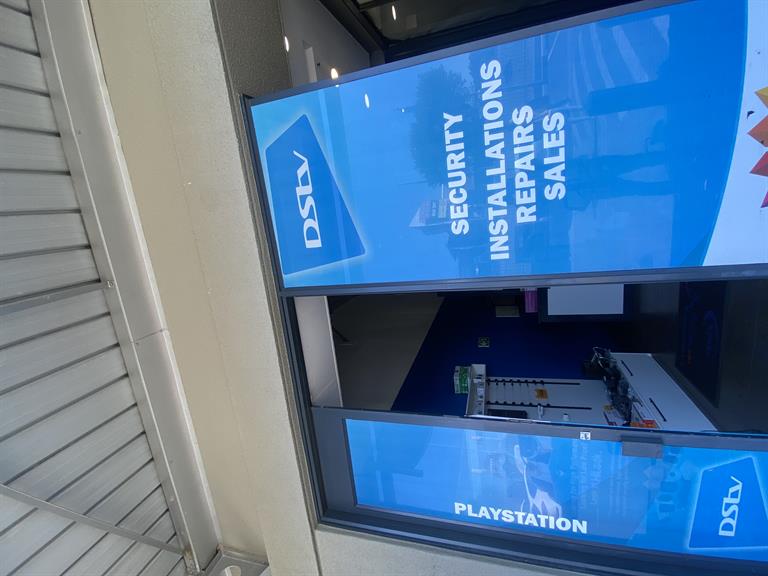 DStv
SECURITY
INSTALLATIONS
REPAIRS
SALES
PLAYSTATION
DStv